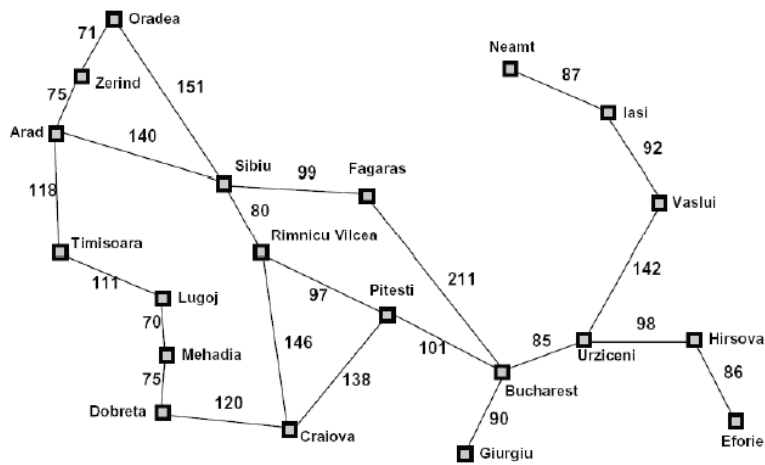 Oradea
71
Neamt
87
Zerind
151
75
Iasi
Arad
140
92
Sibiu
99
Fagaras
118
80
Vaslui
Timisoara
Rimnicu Vilcea
142
111
211
Lugoj
97
Pitesti
70
146
101
85
98
Hirsova
Mehadia
138
Urziceni
86
75
Bucharest
Dobreta
120
90
Craiova
Eforie
Giurgiu